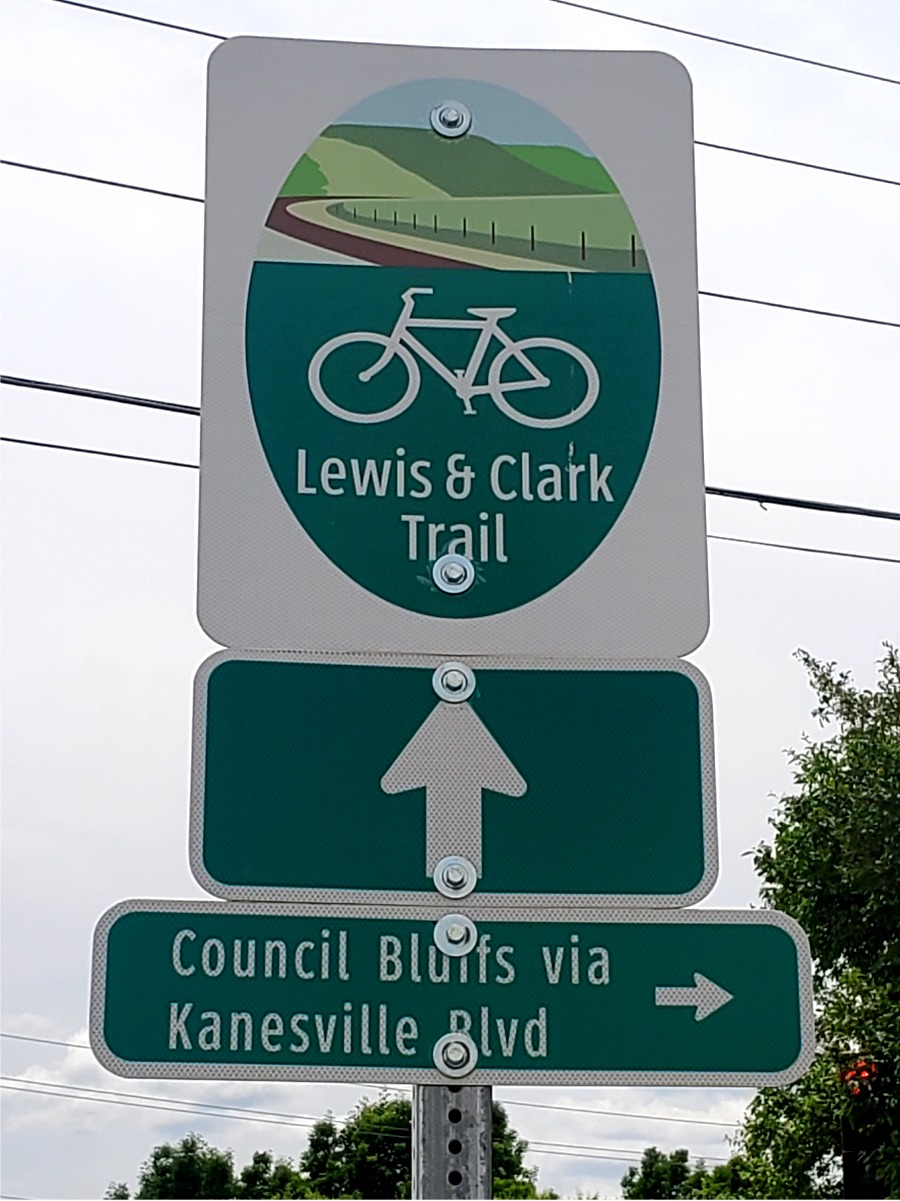 Lewis & Clark
Trail
Council Bluffs via
Kanesville Blvd